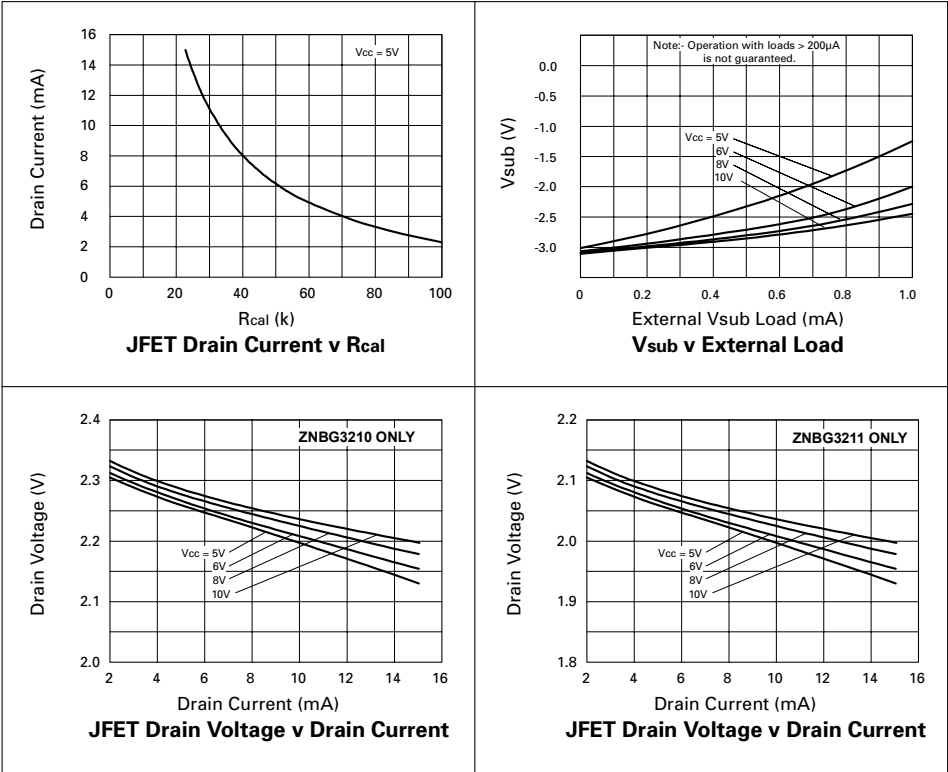 16
14
12
10
8
6
4
2
0
Drain Current (mA)
Vcc = 5V
0 20 40 60 80 100
Rcal (k)
JFET Drain Current v Rcal
0.0
-0.5
-1.0
-1.5
-2.0
-2.5
-3.0
Vsub (V)
Note:- Operation with loads > 200µA
is not guaranteed.
Vcc = 5V
6V
8V
10V
0 0.2 0.4 0.6 0.8 1.0
External Vsub Load (mA)
Vsub v External Load
2.4
2.3
2.2
2.1
2.0
Drain Voltage (V)
ZNBG3210 ONLY
Vcc = 5V
6V
8V
10V
2 4 6 8 10 12 14 16
Drain Current (mA)
JFET Drain Voltage v Drain Current
2.2
2.1
2.0
1.9
1.8
Drain Voltage (V)
ZNBG3211 ONLY
Vcc = 5V
6V
8V
10V
2 4 6 8 10 12 14 16
Drain Current (mA)
JFET Drain Voltage v Drain Current